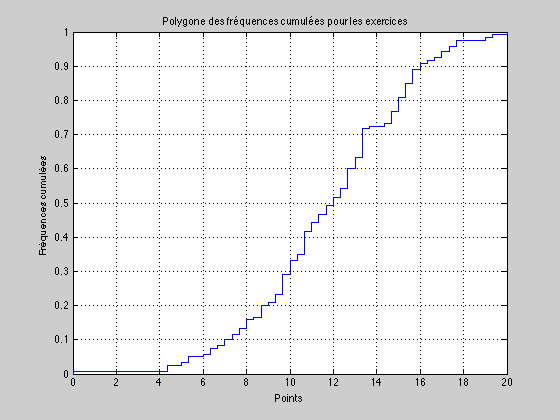 Polygone des fréquences cumulées pour les exercices
1
0.9
0.8
0.7
0.6
0.5
0.4
0.3
0.2
0.1
0
Fréquences cumulées
0 2 4 6 8 10 12 14 16 18 20
Points